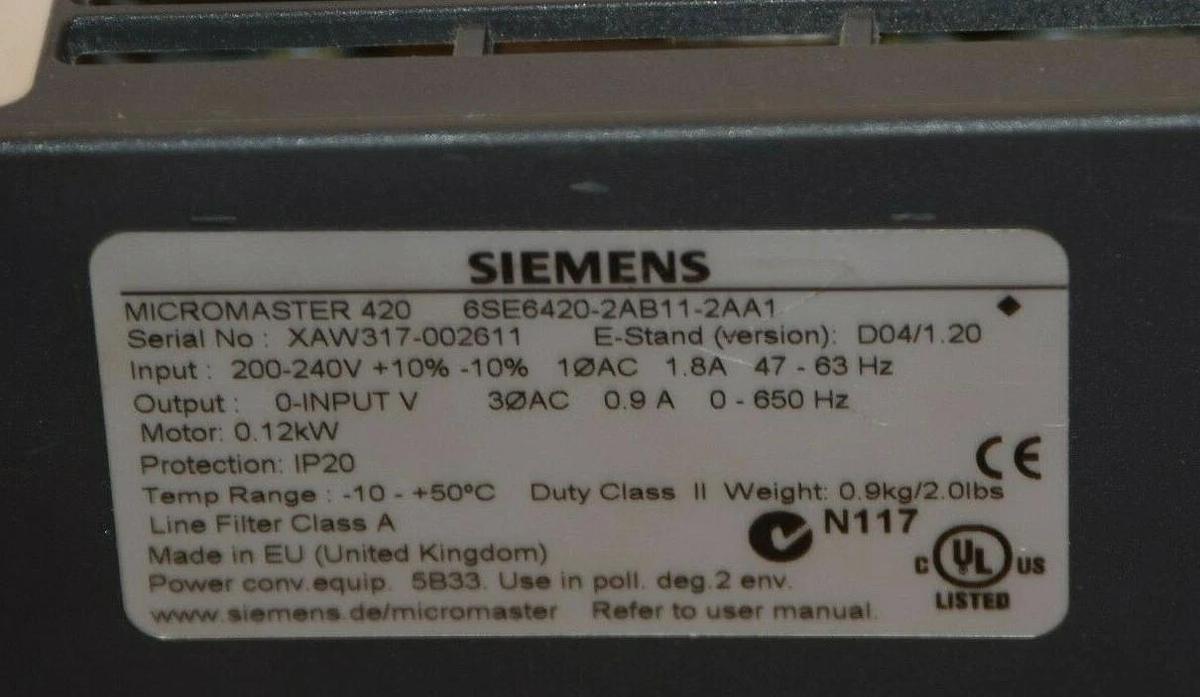 SIEMENS
MICROMASTER 420 6SE6420-2AB11-2AA1
Serial No : XAW317-002611 E-Stand (version): D04/1.20
Input : 200-240V +10% -10% 1ØAC 1.8A 47 - 63 Hz
Output : 0-INPUT V 3ØAC 0.9 A 0 - 650 Hz
Motor: 0.12kW
Protection: IP20
CE
Temp Range : -10 - +50ºC Duty Class II Weight: 0.9kg/2.0lbs
Line Filter Class A
N117
Made in EU (United Kingdom)
C UL US
LISTED
Power conv.equip. 5B33. Use in poll. deg.2 env.
www.siemens.de/micromaster Refer to user manual.